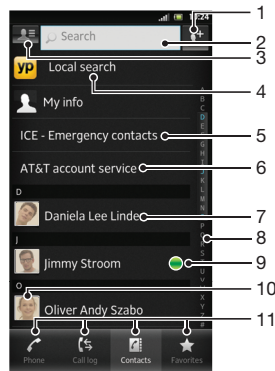 1
11:24
Search
2
3
yp Local search
4
My info
ICE - Emergency contacts
5
AT&T account service
6
D
Daniela Lee Linde
7
8
J
Jimmy Stroom
9
O
10
Oliver Andy Szabo
11
Phone Call log Contacts Favorites
A
B
C
D
E
F
G
H
I
J
K
L
M
N
P
Q
R
S
U
V
W
X
Y
Z
#